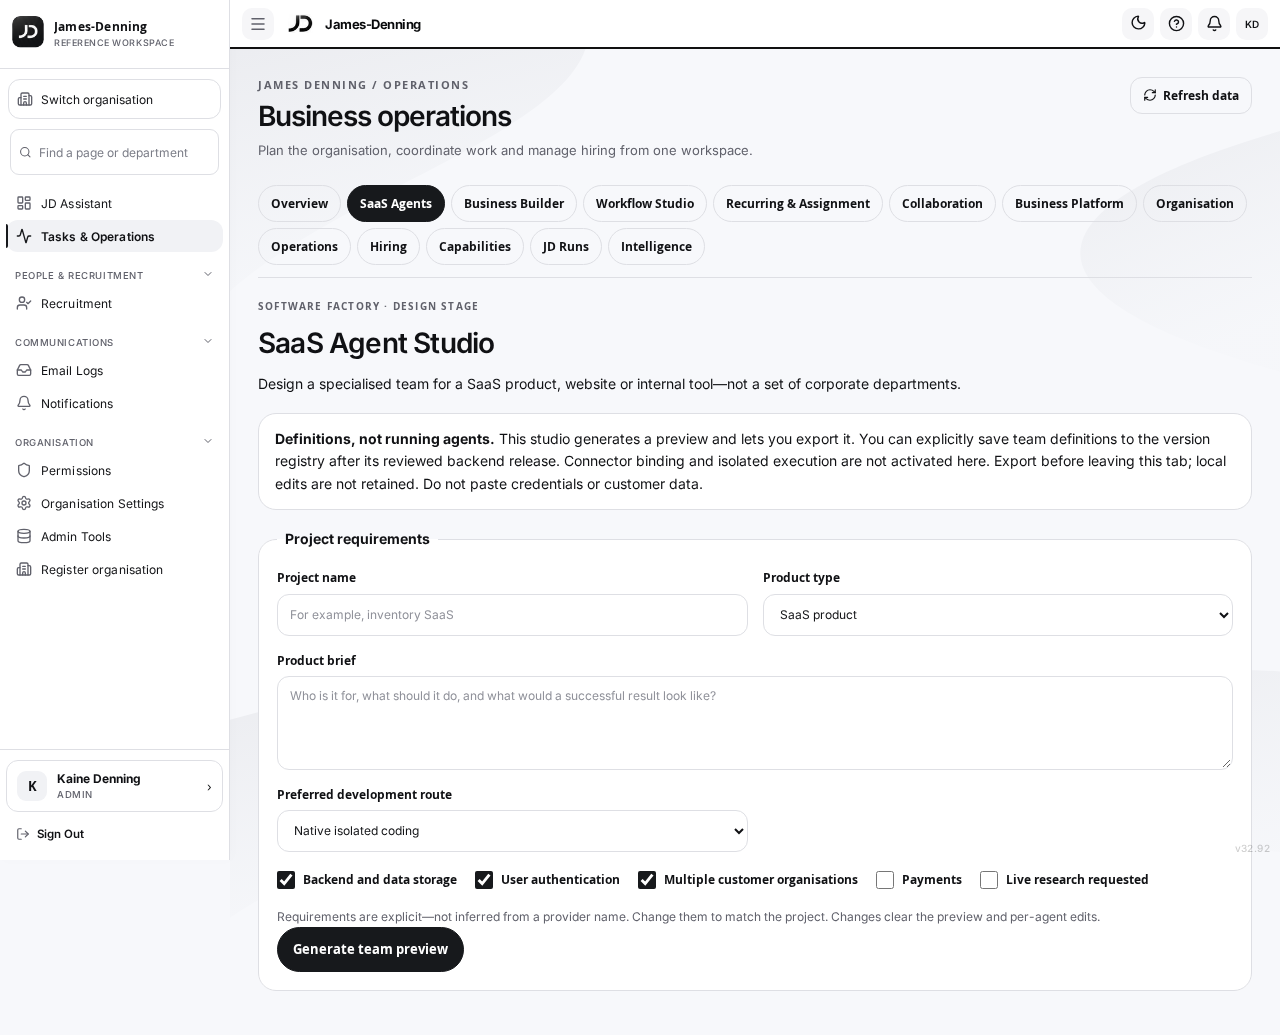 James-Denning
REFERENCE WORKSPACE
Switch organisation
Find a page or department
JD Assistant
Tasks & Operations
PEOPLE & RECRUITMENT
Recruitment
COMMUNICATIONS
Email Logs
Notifications
ORGANISATION
Permissions
Organisation Settings
Admin Tools
Register organisation
K
Kaine Denning
ADMIN
Sign Out
JD James-Denning
KD
JAMES DENNING / OPERATIONS
Business operations
Plan the organisation, coordinate work and manage hiring from one workspace.
Refresh data
Overview SaaS Agents Business Builder Workflow Studio Recurring & Assignment Collaboration Business Platform Organisation
Operations Hiring Capabilities JD Runs Intelligence
SOFTWARE FACTORY · DESIGN STAGE
SaaS Agent Studio
Design a specialised team for a SaaS product, website or internal tool—not a set of corporate departments.
Definitions, not running agents. This studio generates a preview and lets you export it. You can explicitly save team definitions to the version
registry after its reviewed backend release. Connector binding and isolated execution are not activated here. Export before leaving this tab; local
edits are not retained. Do not paste credentials or customer data.
Project requirements
Project name
For example, inventory SaaS
Product type
SaaS product
Product brief
Who is it for, what should it do, and what would a successful result look like?
Preferred development route
Native isolated coding
v32.92
Backend and data storage User authentication Multiple customer organisations Payments Live research requested
Requirements are explicit—not inferred from a provider name. Change them to match the project. Changes clear the preview and per-agent edits.
Generate team preview